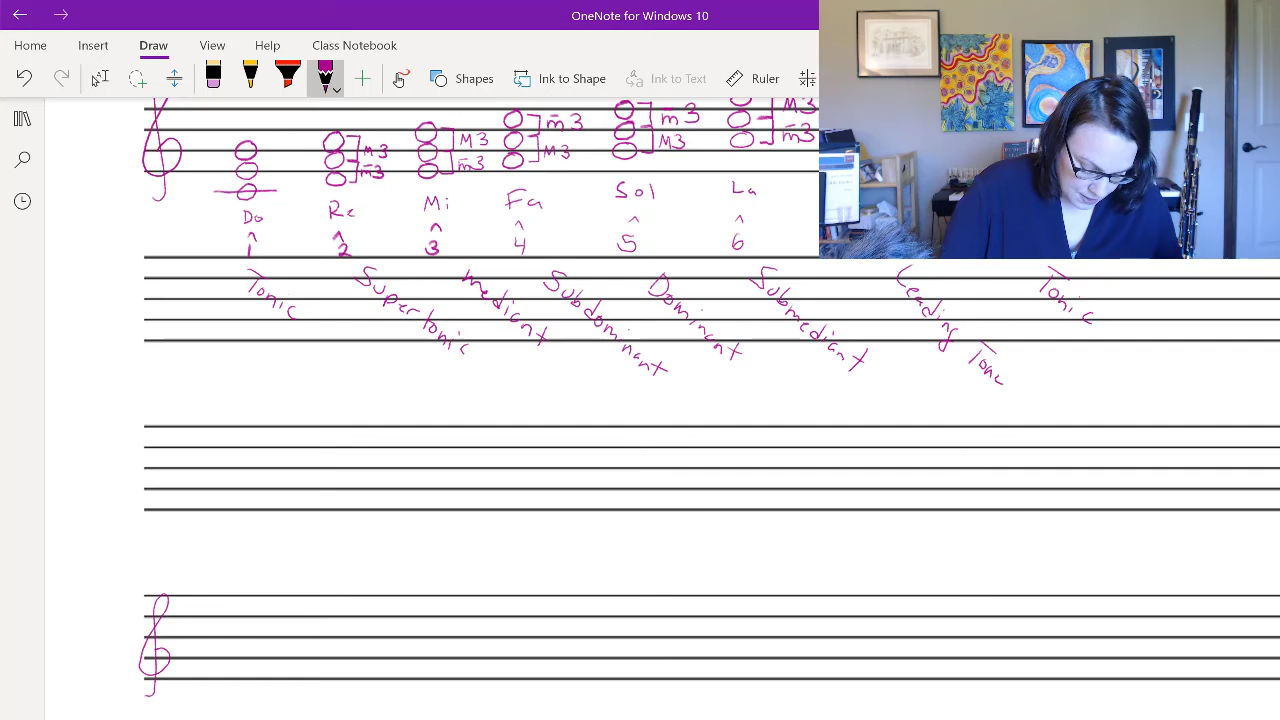 OneNote for Windows 10
Home Insert Draw View Help Class Notebook
Shapes Ink to Shape Ink to Text Ruler
m3 m3 M3
M3 M3 M3 M3 m3
m3 m3
Do Re Mi Fa Sol La
^ ^ ^ ^ ^ ^
1 2 3 4 5 6
Tonic Supertonic mediant Subdominant Dominant Submediant Leading Tone Tonic